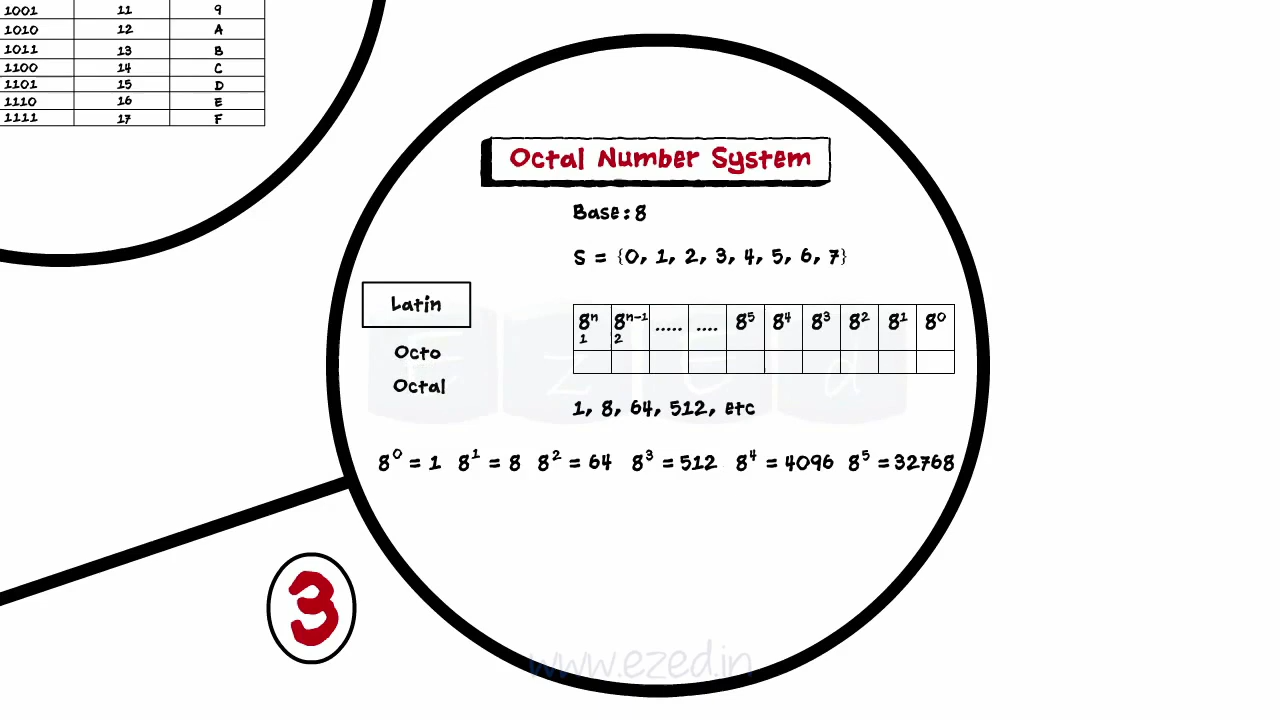 1001 11 9
1010 12 A
1011 13 B
1100 14 C
1101 15 D
1110 16 E
1111 17 F
Octal Number System
Base: 8
S = {0, 1, 2, 3, 4, 5, 6, 7}
Latin
Octo
Octal
8ⁿ 8ⁿ⁻¹ ..... .... 8⁵ 8⁴ 8³ 8² 8¹ 8⁰
1 2
1, 8, 64, 512, etc
8⁰ = 1 8¹ = 8 8² = 64 8³ = 512 8⁴ = 4096 8⁵ = 32768
3
www.ezed.in